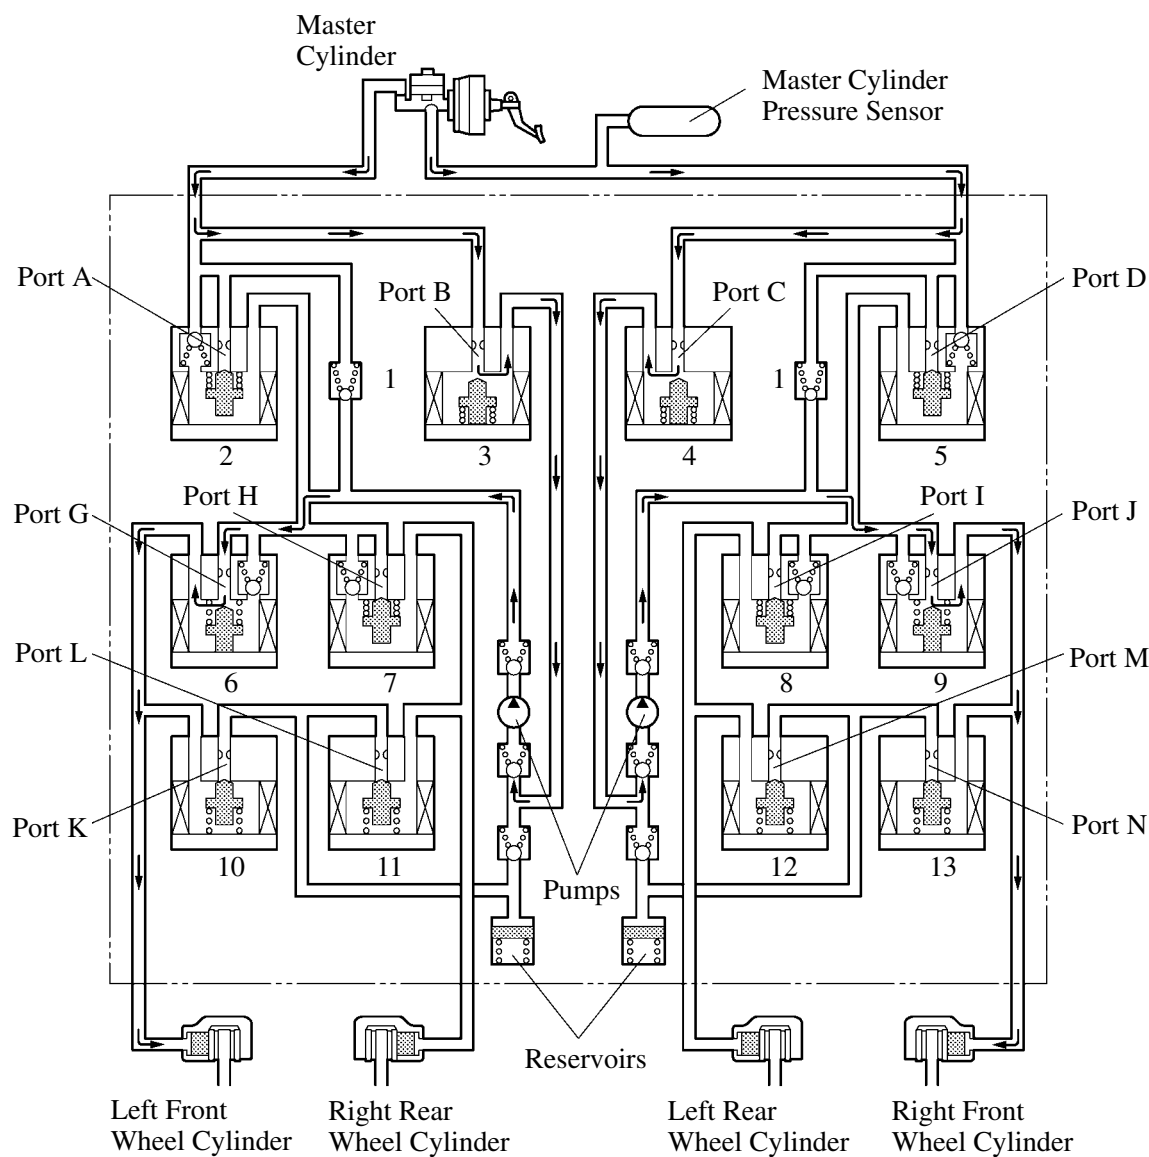 Master
Cylinder
Master Cylinder
Pressure Sensor
Port A
Port B
Port C
Port D
1
1
2
3
4
5
Port G
Port H
Port I
Port J
6
7
8
9
Port L
Port M
Port K
Port N
10
11
12
13
Pumps
Reservoirs
Left Front
Wheel Cylinder
Right Rear
Wheel Cylinder
Left Rear
Wheel Cylinder
Right Front
Wheel Cylinder